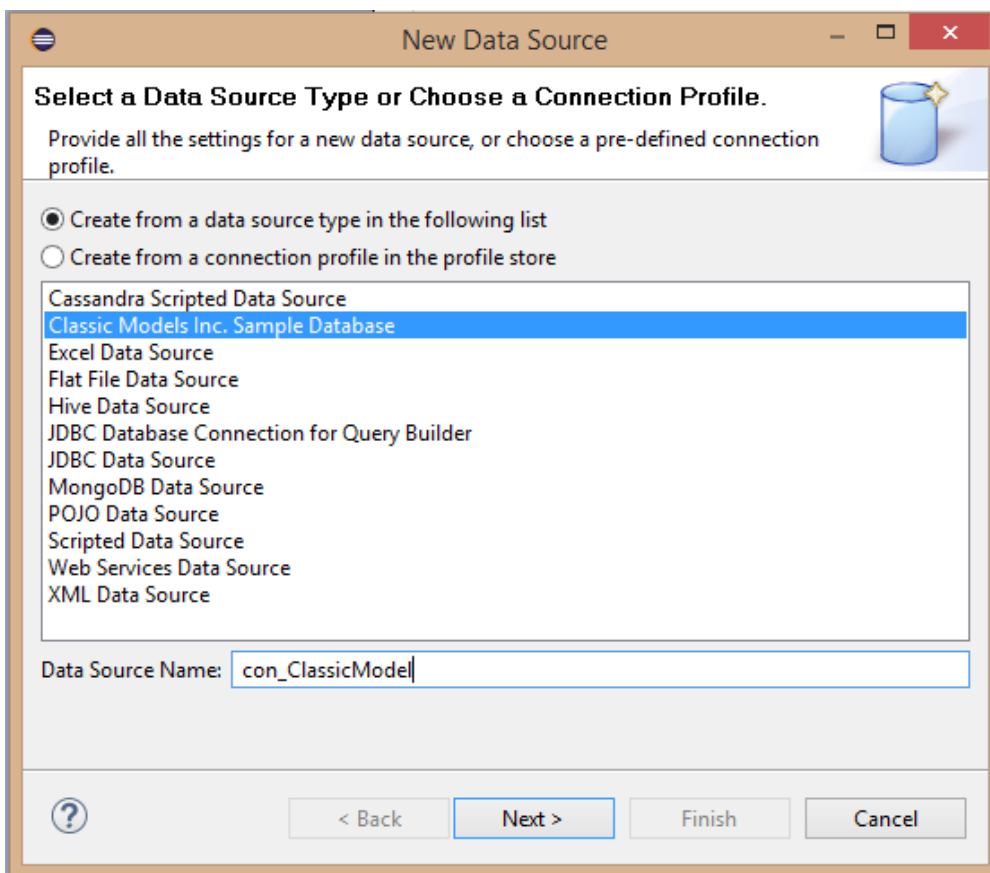 New Data Source
Select a Data Source Type or Choose a Connection Profile.
Provide all the settings for a new data source, or choose a pre-defined connection
profile.
Create from a data source type in the following list
Create from a connection profile in the profile store
Cassandra Scripted Data Source
Classic Models Inc. Sample Database
Excel Data Source
Flat File Data Source
Hive Data Source
JDBC Database Connection for Query Builder
JDBC Data Source
MongoDB Data Source
POJO Data Source
Scripted Data Source
Web Services Data Source
XML Data Source
Data Source Name: con_ClassicModel
? < Back Next > Finish Cancel